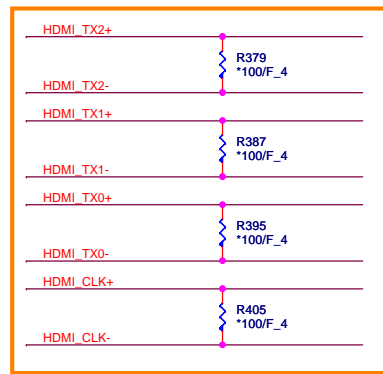 HDMI_TX2+
R379
*100/F_4
HDMI_TX2-
HDMI_TX1+
R387
*100/F_4
HDMI_TX1-
HDMI_TX0+
R395
*100/F_4
HDMI_TX0-
HDMI_CLK+
R405
*100/F_4
HDMI_CLK-